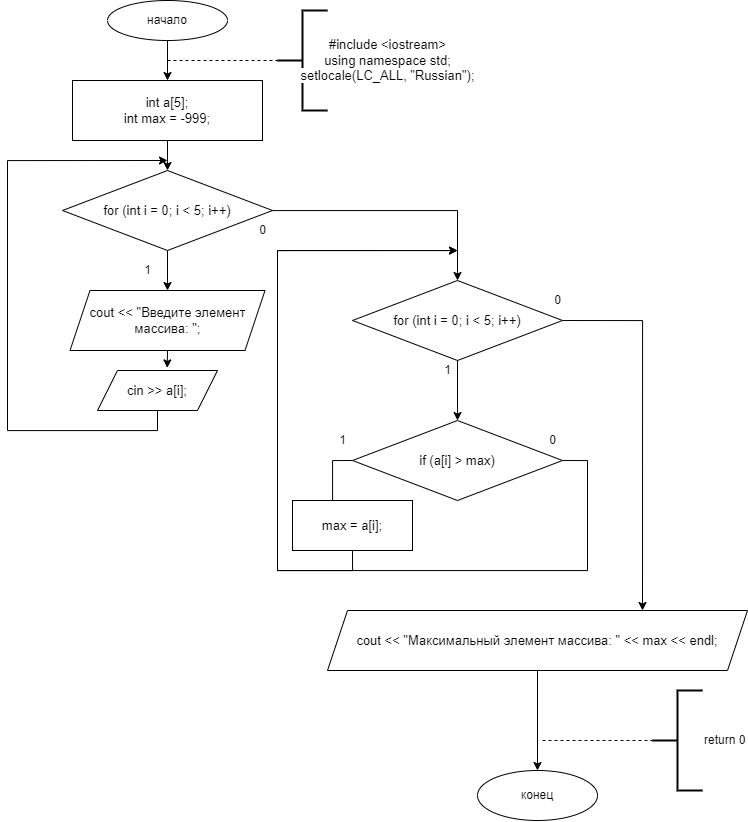 начало
#include <iostream>
using namespace std;
setlocale(LC_ALL, "Russian");
int a[5];
int max = -999;
for (int i = 0; i < 5; i++)
0
1
cout << "Введите элемент
массива: ";
cin >> a[i];
for (int i = 0; i < 5; i++)
0
1
if (a[i] > max)
1
0
max = a[i];
cout << "Максимальный элемент массива: " << max << endl;
return 0
конец